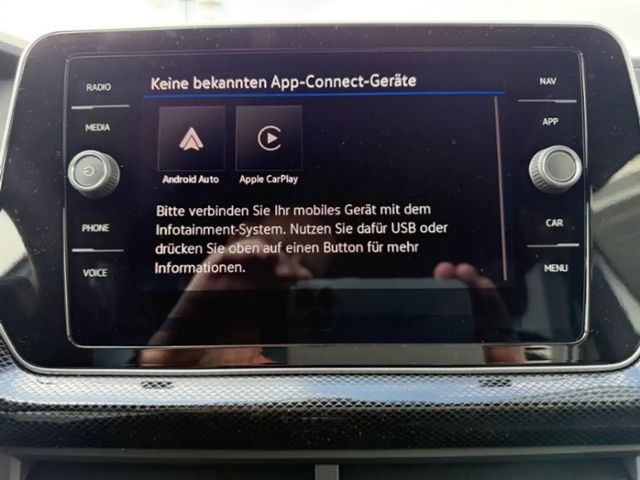 Keine bekannten App-Connect-Geräte
RADIO
MEDIA
PHONE
VOICE
Android Auto
Apple CarPlay
Bitte verbinden Sie Ihr mobiles Gerät mit dem
Infotainment-System. Nutzen Sie dafür USB oder
drücken Sie oben auf einen Button für mehr
Informationen.
NAV
APP
CAR
MENU